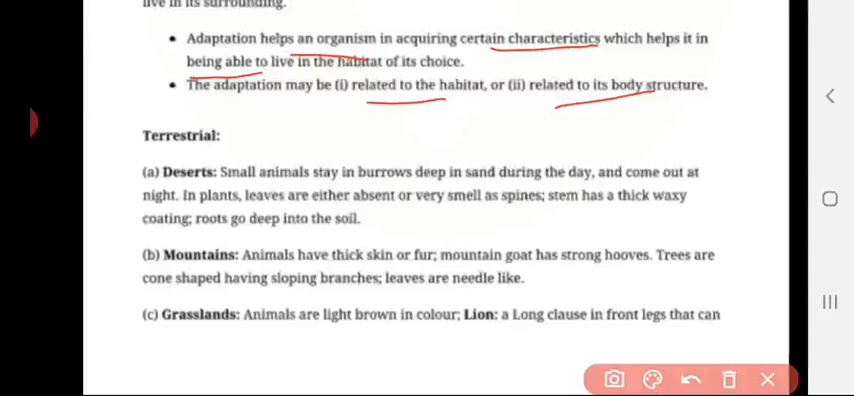 live in its surrounding.
• Adaptation helps an organism in acquiring certain characteristics which helps it in
being able to live in the habitat of its choice.
• The adaptation may be (i) related to the habitat, or (ii) related to its body structure.
Terrestrial:
(a) Deserts: Small animals stay in burrows deep in sand during the day, and come out at
night. In plants, leaves are either absent or very smell as spines; stem has a thick waxy
coating; roots go deep into the soil.
(b) Mountains: Animals have thick skin or fur; mountain goat has strong hooves. Trees are
cone shaped having sloping branches; leaves are needle like.
(c) Grasslands: Animals are light brown in colour; Lion: a Long clause in front legs that can